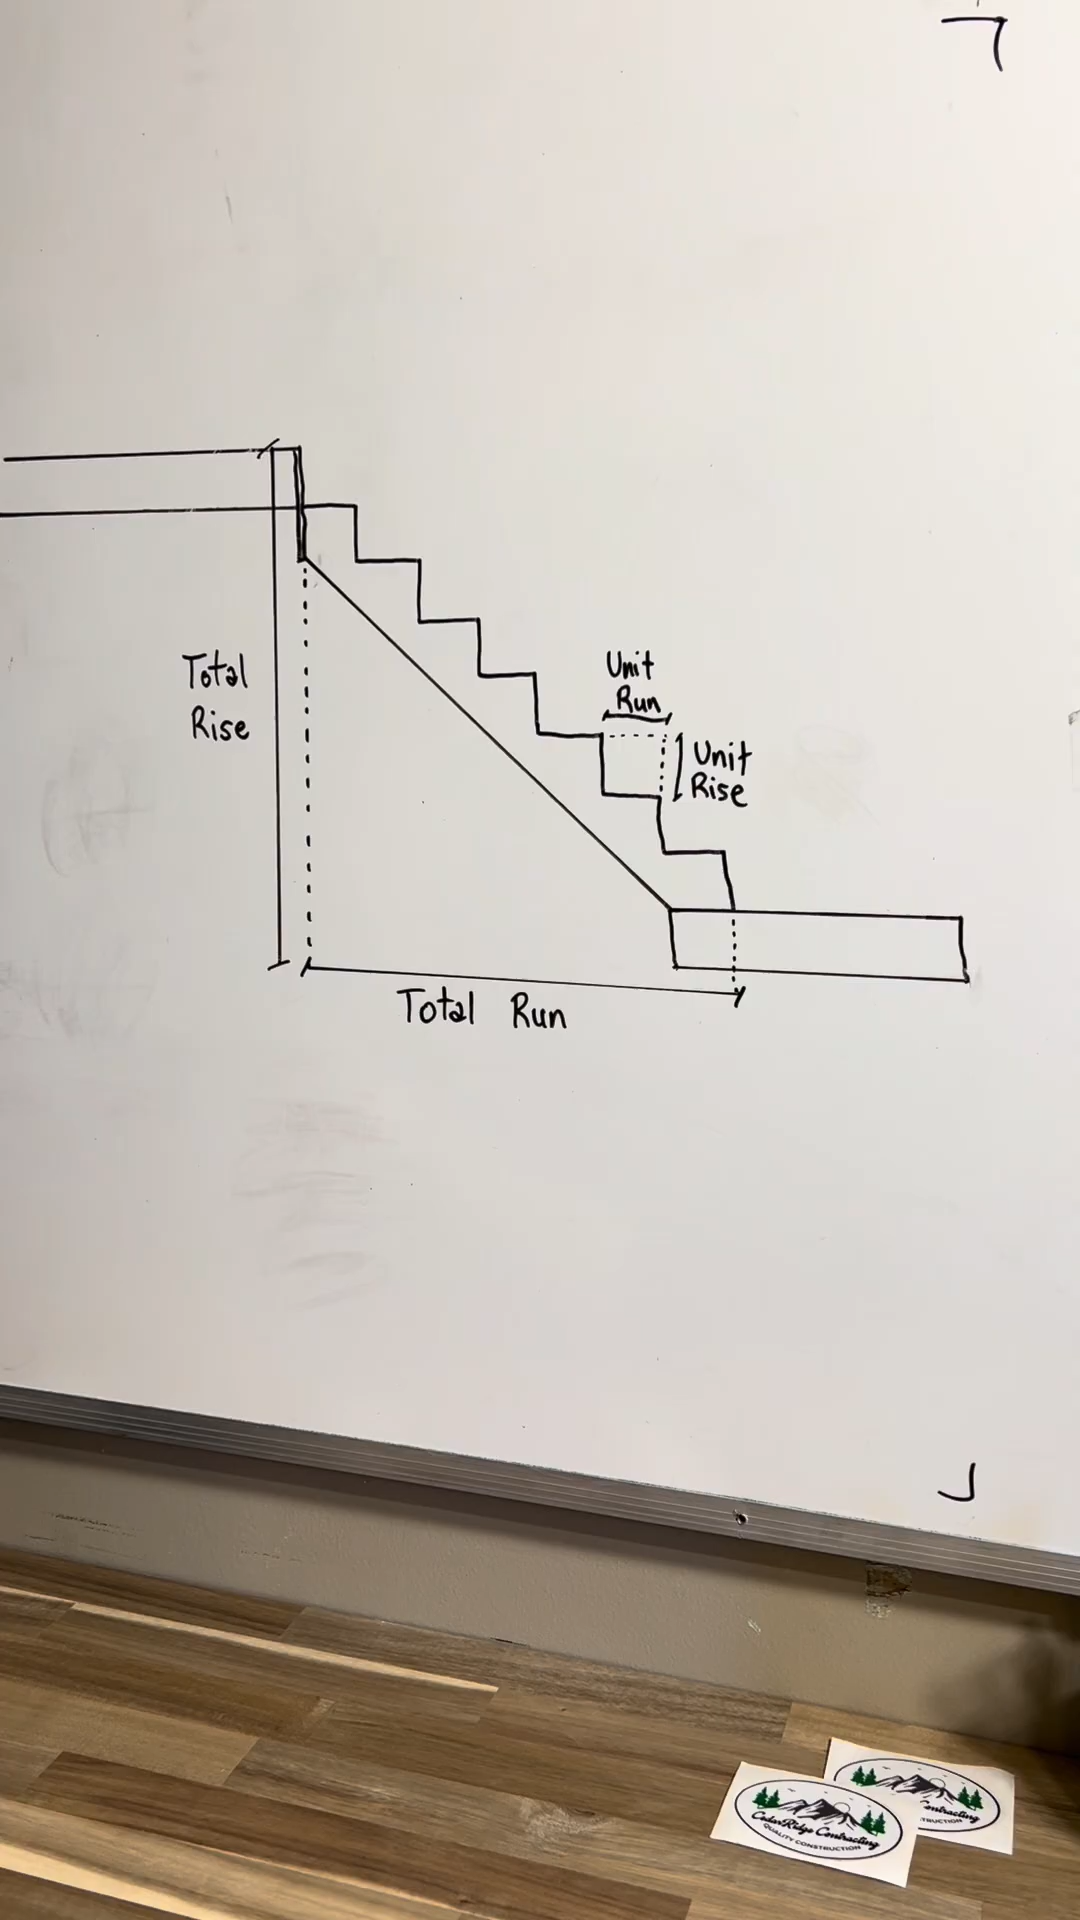 Total
Rise
Unit
Run
Unit
Rise
Total Run
CedarRidge Contracting
QUALITY CONSTRUCTION